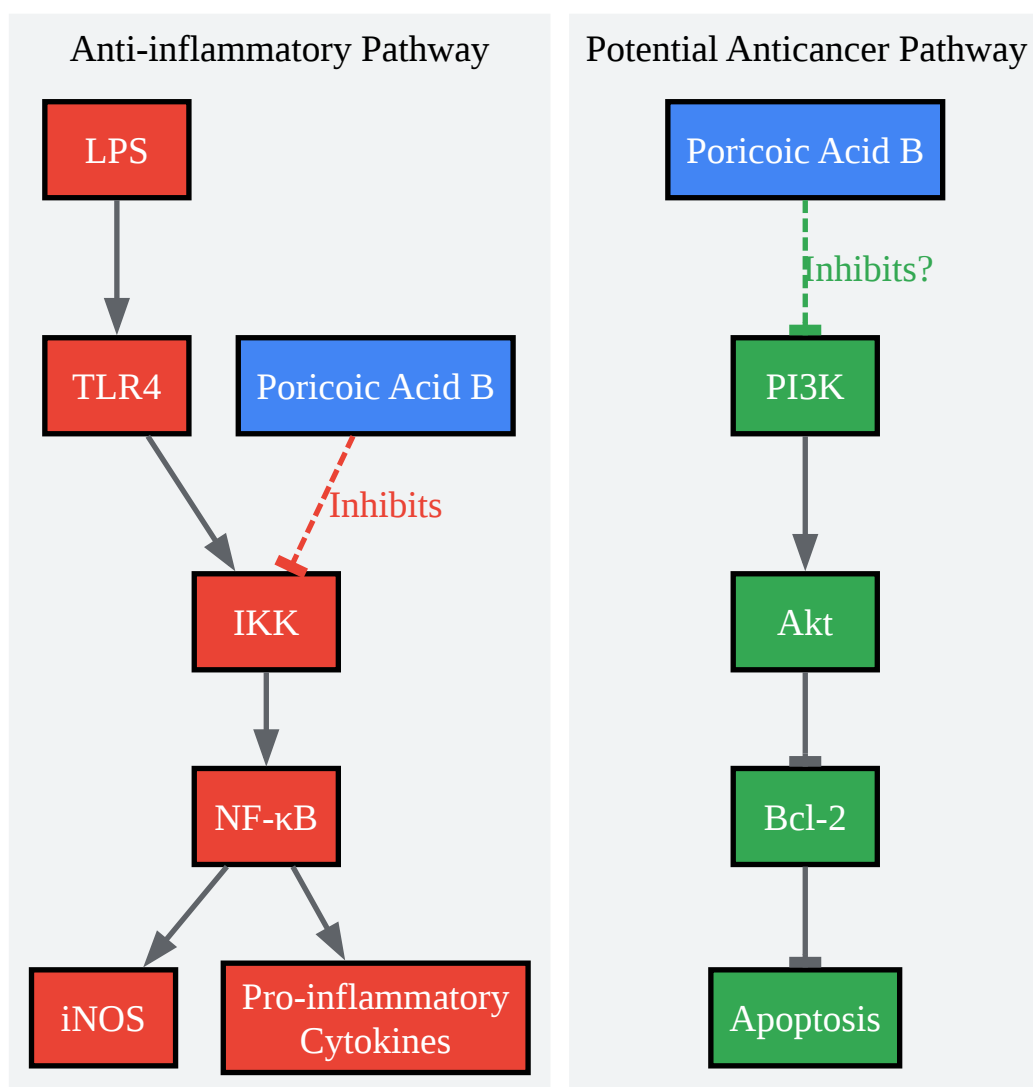 Anti-inflammatory Pathway
LPS
TLR4
Poricoic Acid B
Inhibits
IKK
NF-κB
iNOS
Pro-inflammatory
Cytokines
Potential Anticancer Pathway
Poricoic Acid B
Inhibits?
PI3K
Akt
Bcl-2
Apoptosis